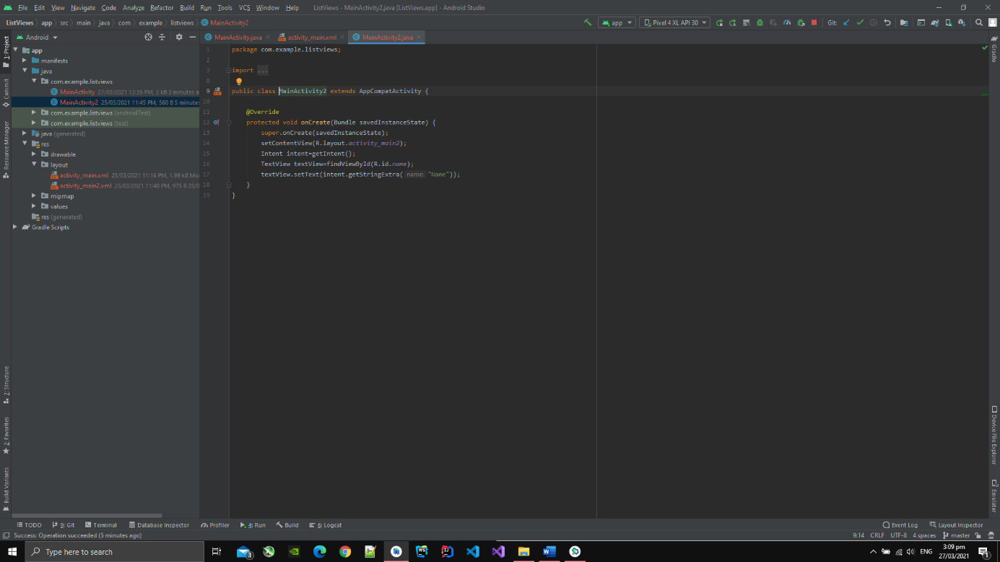 File Edit View Navigate Code Analyze Refactor Build Run Tools VCS Window Help ListViews - MainActivity2.java [ListViews.app] - Android Studio
ListViews app src main java com example listviews MainActivity2 app Pixel 4 XL API 30 Git:
Android MainActivity.java activity_main.xml MainActivity2.java
1: Project
Commit
Resource Manager
Z: Structure
2: Favorites
Build Variants
app
manifests
java
com.example.listviews
MainActivity 27/03/2021 12:35 PM, 2 kB 3 minutes a
MainActivity2 25/03/2021 11:45 PM, 560 B 5 minutes
com.example.listviews (androidTest)
com.example.listviews (test)
java (generated)
res
drawable
layout
activity_main.xml 25/03/2021 11:16 PM, 1.99 kB Mo
activity_main2.xml 25/03/2021 11:40 PM, 975 B 25/0
mipmap
values
res (generated)
Gradle Scripts
1 package com.example.listviews;
2
3 import ...
8
9 public class MainActivity2 extends AppCompatActivity {
10
11 @Override
12 protected void onCreate(Bundle savedInstanceState) {
13 super.onCreate(savedInstanceState);
14 setContentView(R.layout.activity_main2);
15 Intent intent=getIntent();
16 TextView textView=findViewById(R.id.name);
17 textView.setText(intent.getStringExtra( name: "Name"));
18 }
19 }
Gradle
Device File Explorer
Emulator
TODO 9: Git Terminal Database Inspector Profiler 4: Run Build 6: Logcat Event Log Layout Inspector
Success: Operation succeeded (5 minutes ago) 9:14 CRLF UTF-8 4 spaces master
Type here to search 3 ENG 3:09 pm
27/03/2021 1